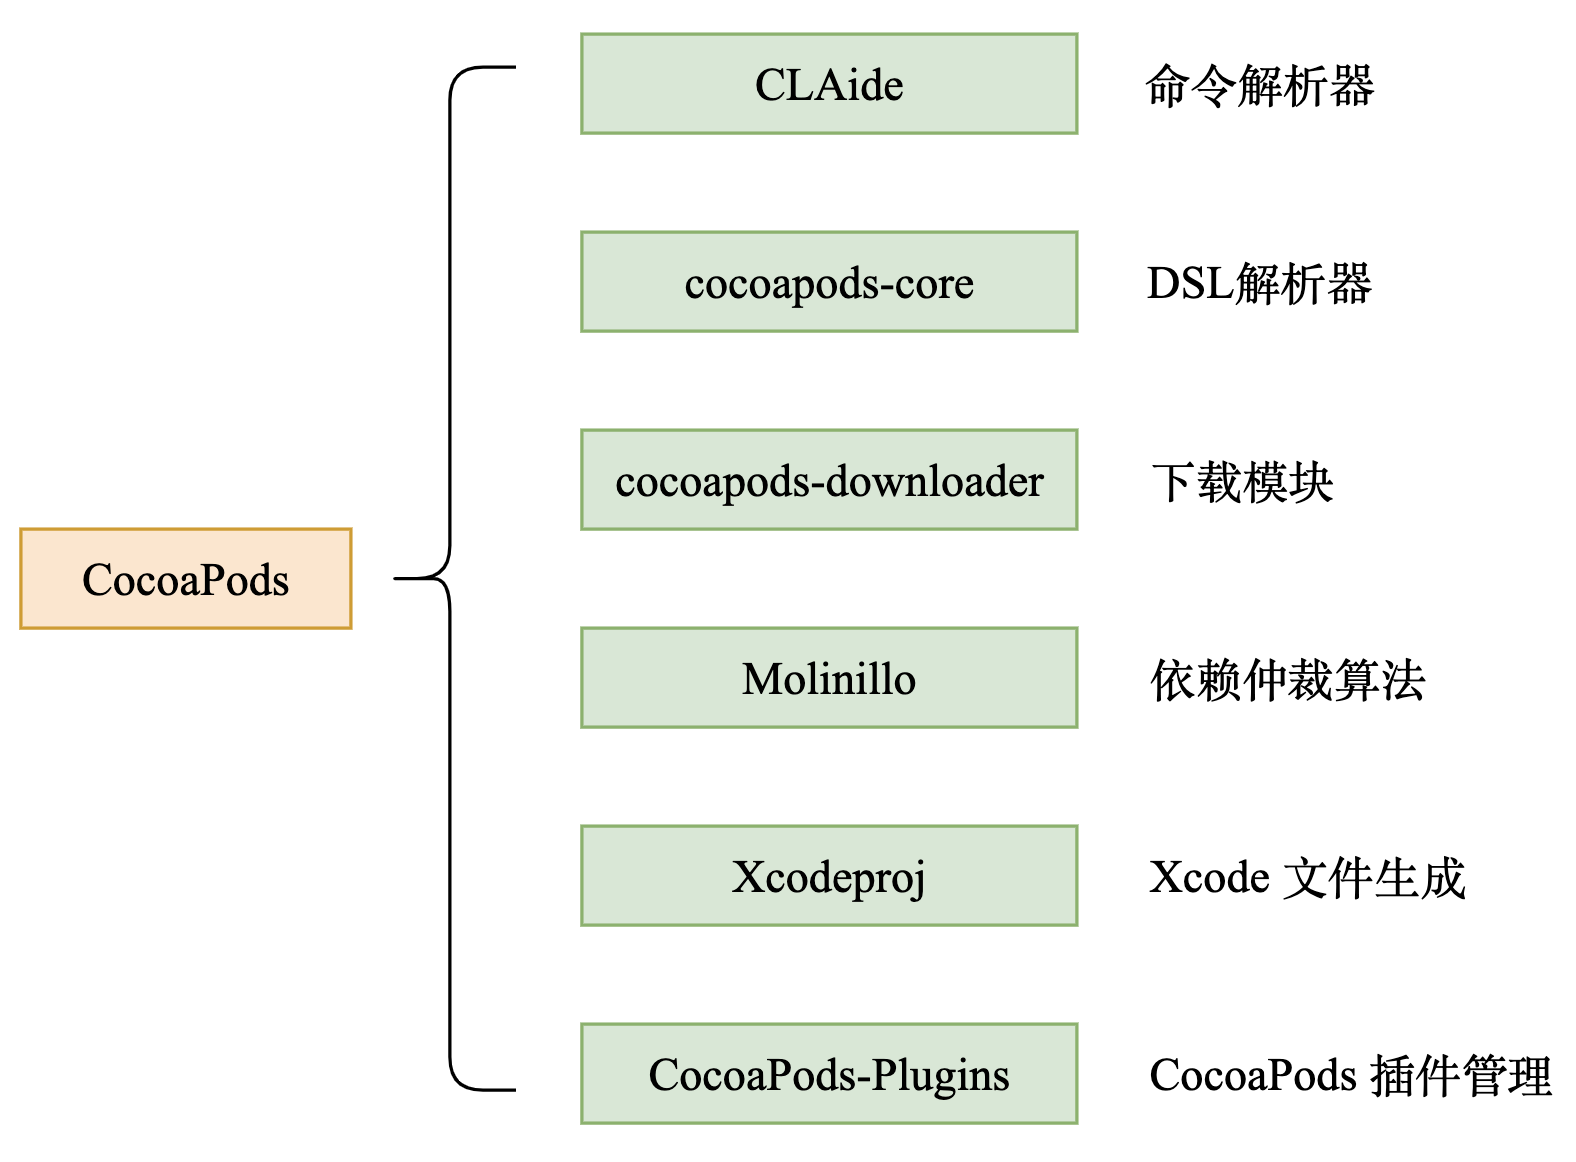 CLAide 命令解析器
cocoapods-core DSL解析器
cocoapods-downloader 下载模块
CocoaPods
Molinillo 依赖仲裁算法
Xcodeproj Xcode 文件生成
CocoaPods-Plugins CocoaPods 插件管理